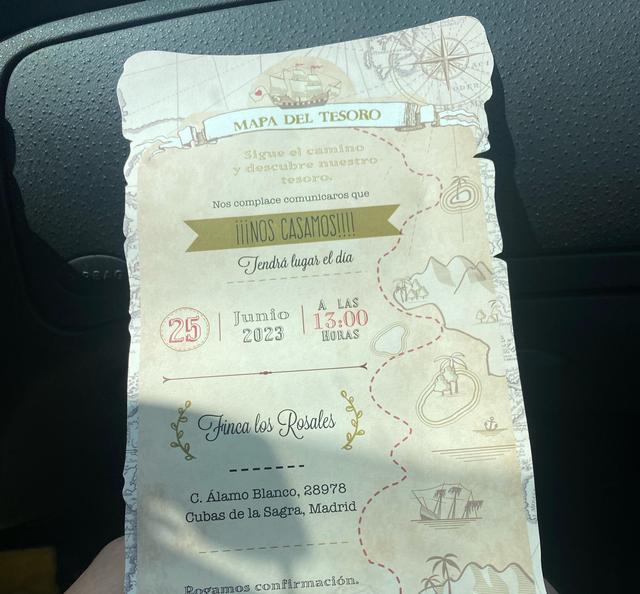 MAPA DEL TESORO
Sigue el camino
y descubre nuestro
tesoro.
Nos complace comunicaros que
¡¡¡NOS CASAMOS!!!!
Tendrá lugar el día
25
Junio
2023
A LAS
13:00
HORAS
Finca los Rosales
C. Álamo Blanco, 28978
Cubas de la Sagra, Madrid
Rogamos confirmación.